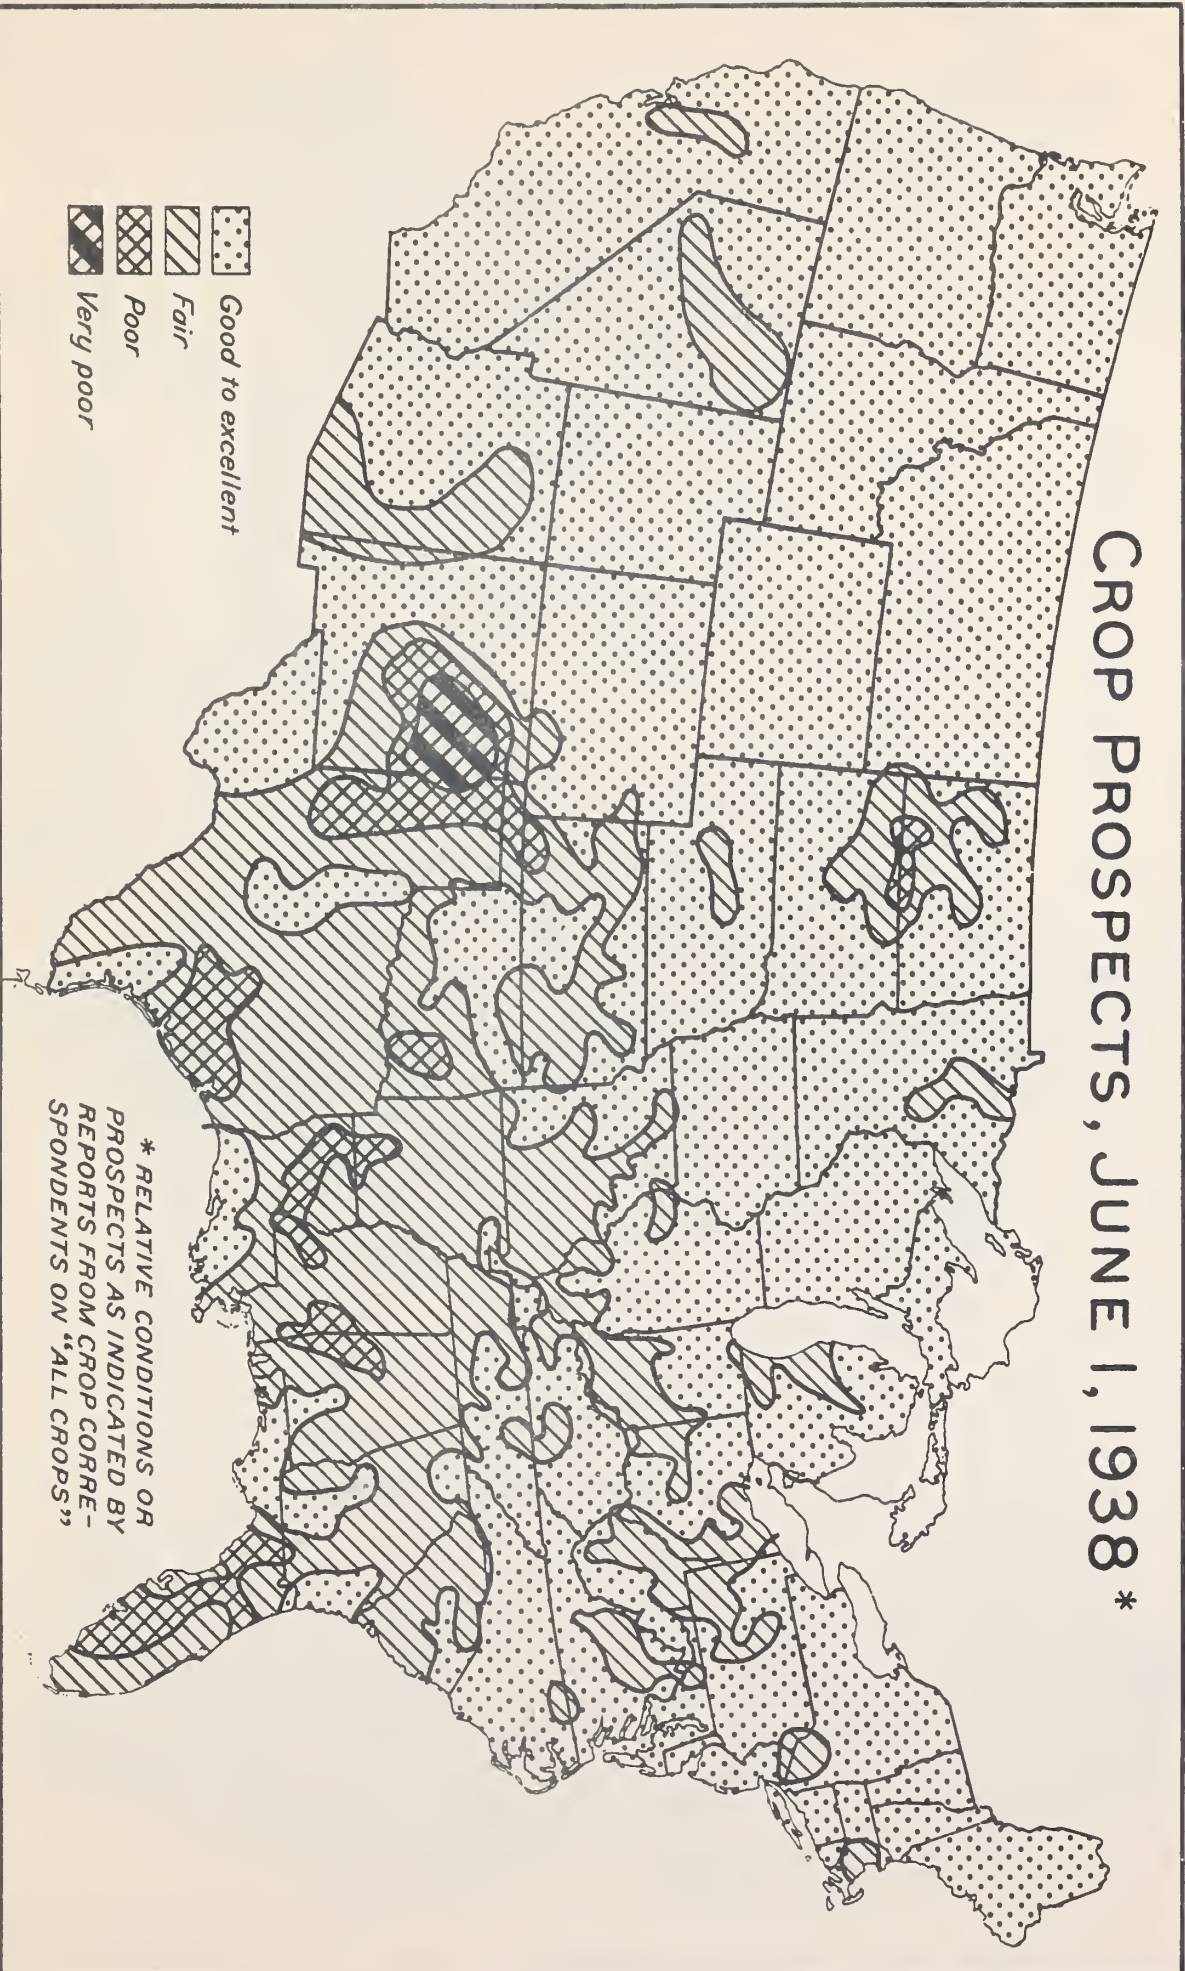 CROP PROSPECTS, JUNE 1, 1938 *
Good to excellent
Fair
Poor
Very poor
* RELATIVE CONDITIONS OR
PROSPECTS AS INDICATED BY
REPORTS FROM CROP CORRE-
SPONDENTS ON "ALL CROPS"